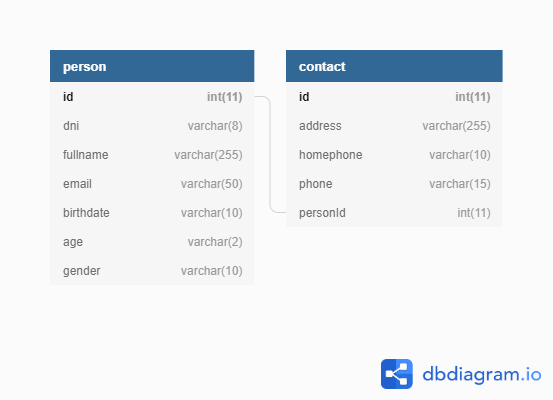 person
id int(11)
dni varchar(8)
fullname varchar(255)
email varchar(50)
birthdate varchar(10)
age varchar(2)
gender varchar(10)
contact
id int(11)
address varchar(255)
homephone varchar(10)
phone varchar(15)
personId int(11)
dbdiagram.io